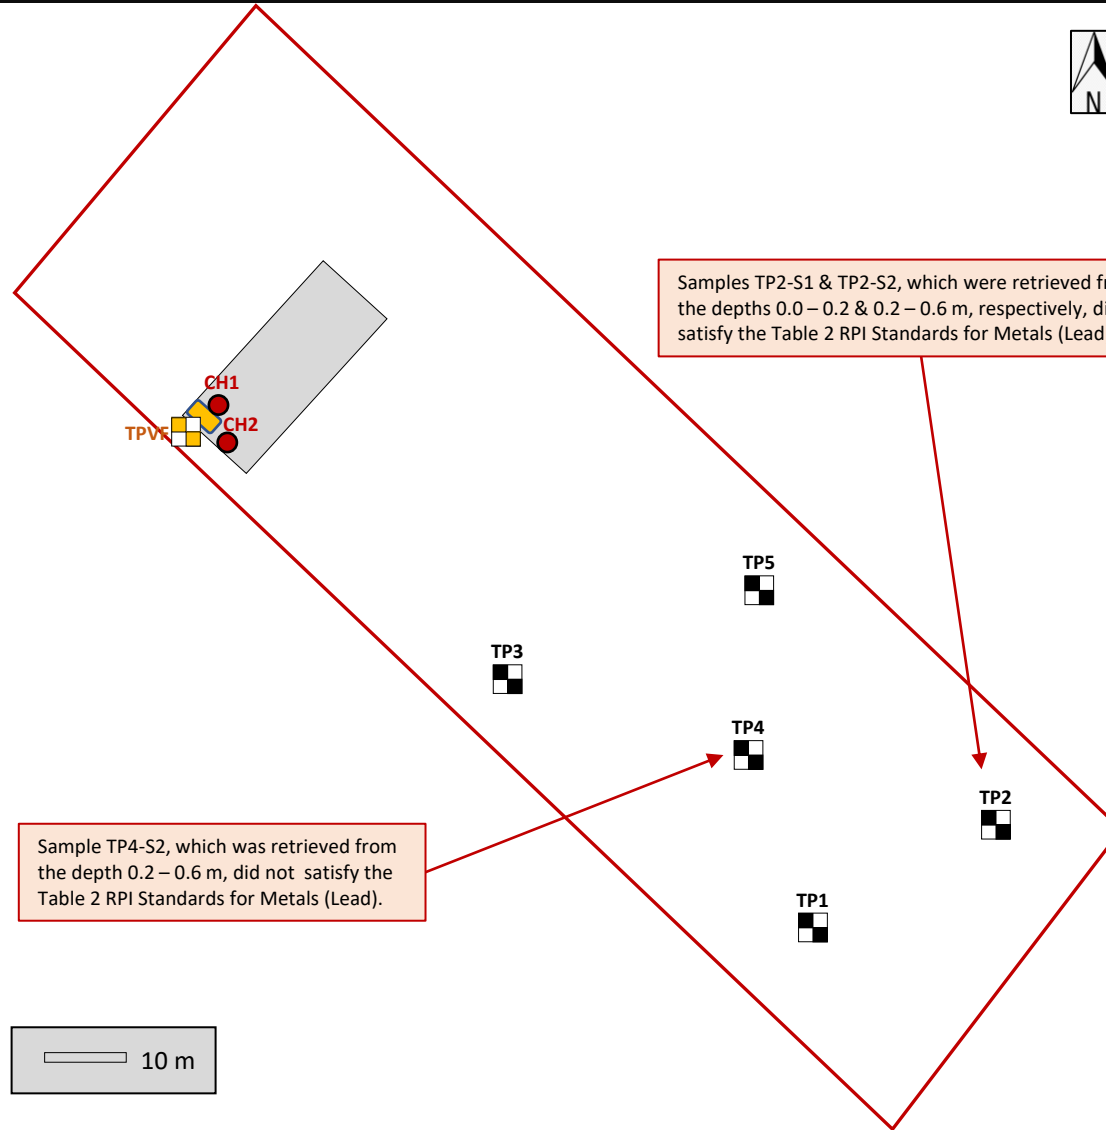 N
Samples TP2-S1 & TP2-S2, which were retrieved
the depths 0.0 – 0.2 & 0.2 – 0.6 m, respectively,
satisfy the Table 2 RPI Standards for Metals (Lead
CH1
CH2
TPVF
TP5
TP3
TP4
TP2
Sample TP4-S2, which was retrieved from
the depth 0.2 – 0.6 m, did not satisfy the
Table 2 RPI Standards for Metals (Lead).
TP1
10 m